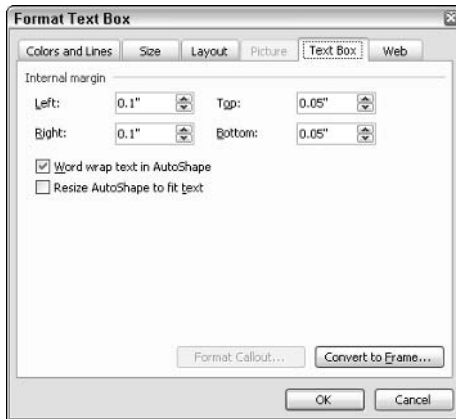 Format Text Box
Colors and Lines Size Layout Picture Text Box Web
Internal margin
Left: 0.1" Top: 0.05"
Right: 0.1" Bottom: 0.05"
Word wrap text in AutoShape
Resize AutoShape to fit text
Format Callout... Convert to Frame...
OK Cancel